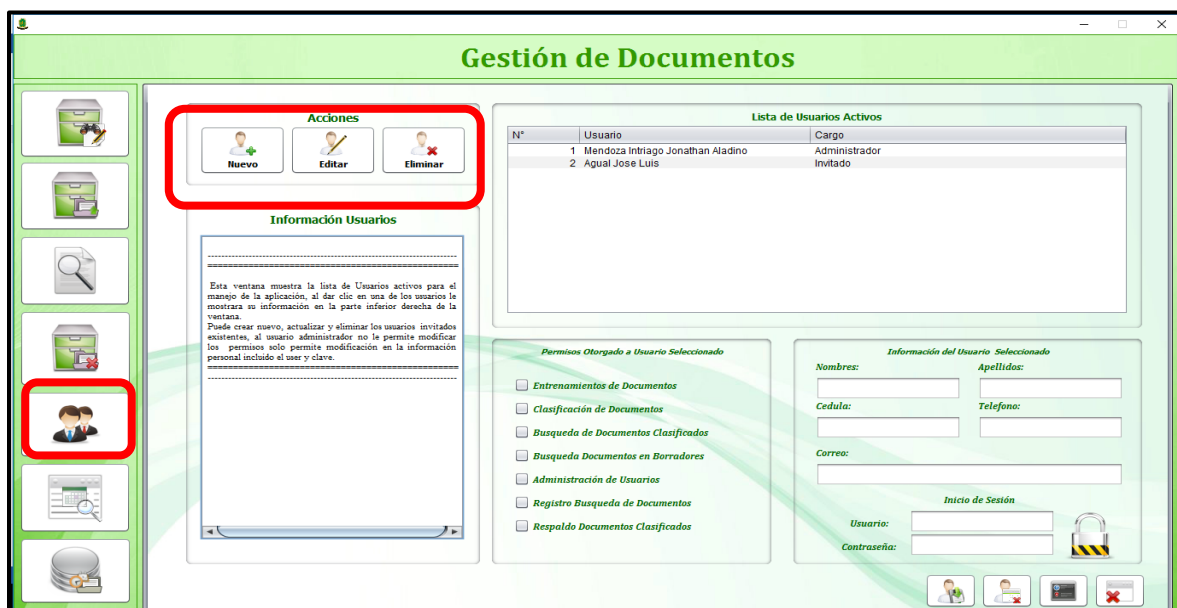 Gestión de Documentos
Acciones
Nuevo
Editar
Eliminar
Información Usuarios
--------------------------------------------------------------------------
==================================================
Esta ventana muestra la lista de Usuarios activos para el
manejo de la aplicación, al dar clic en una de los usuarios le
mostrara su información en la parte inferior derecha de la
ventana.
Puede crear nuevo, actualizar y eliminar los usuarios invitados
existentes, al usuario administrador no le permite modificar
los permisos solo permite modificación en la información
personal incluido el user y clave.
==================================================
--------------------------------------------------------------------------
Lista de Usuarios Activos
N° Usuario Cargo
1 Mendoza Intriago Jonathan Aladino Administrador
2 Agual Jose Luis Invitado
Permisos Otorgado a Usuario Seleccionado
Entrenamientos de Documentos
Clasificación de Documentos
Busqueda de Documentos Clasificados
Busqueda Documentos en Borradores
Administración de Usuarios
Registro Busqueda de Documentos
Respaldo Documentos Clasificados
Información del Usuario Seleccionado
Nombres: Apellidos:
Cedula: Telefono:
Correo:
Inicio de Sesión
Usuario:
Contraseña: